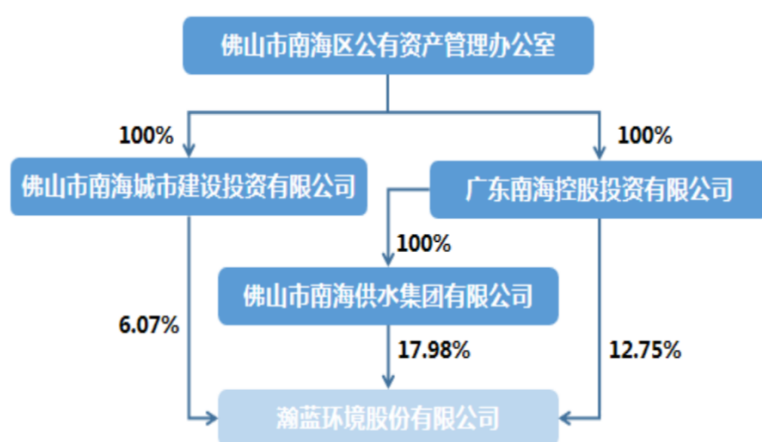 佛山市南海区公有资产管理办公室
100%
100%
佛山市南海城市建设投资有限公司
广东南海控股投资有限公司
100%
佛山市南海供水集团有限公司
6.07%
17.98%
12.75%
瀚蓝环境股份有限公司